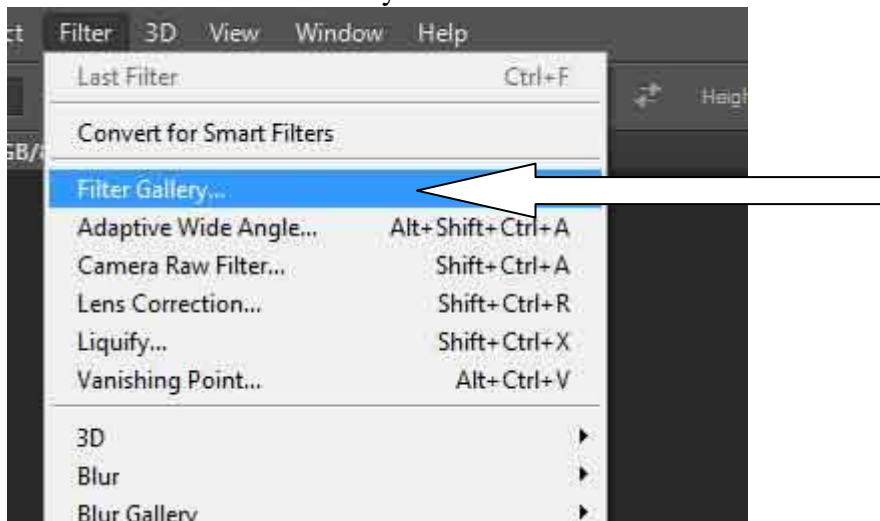 Filter 3D View Window Help
Last Filter Ctrl+F
Convert for Smart Filters
Filter Gallery...
Adaptive Wide Angle... Alt+Shift+Ctrl+A
Camera Raw Filter... Shift+Ctrl+A
Lens Correction... Shift+Ctrl+R
Liquify... Shift+Ctrl+X
Vanishing Point... Alt+Ctrl+V
3D
Blur
Blur Gallery